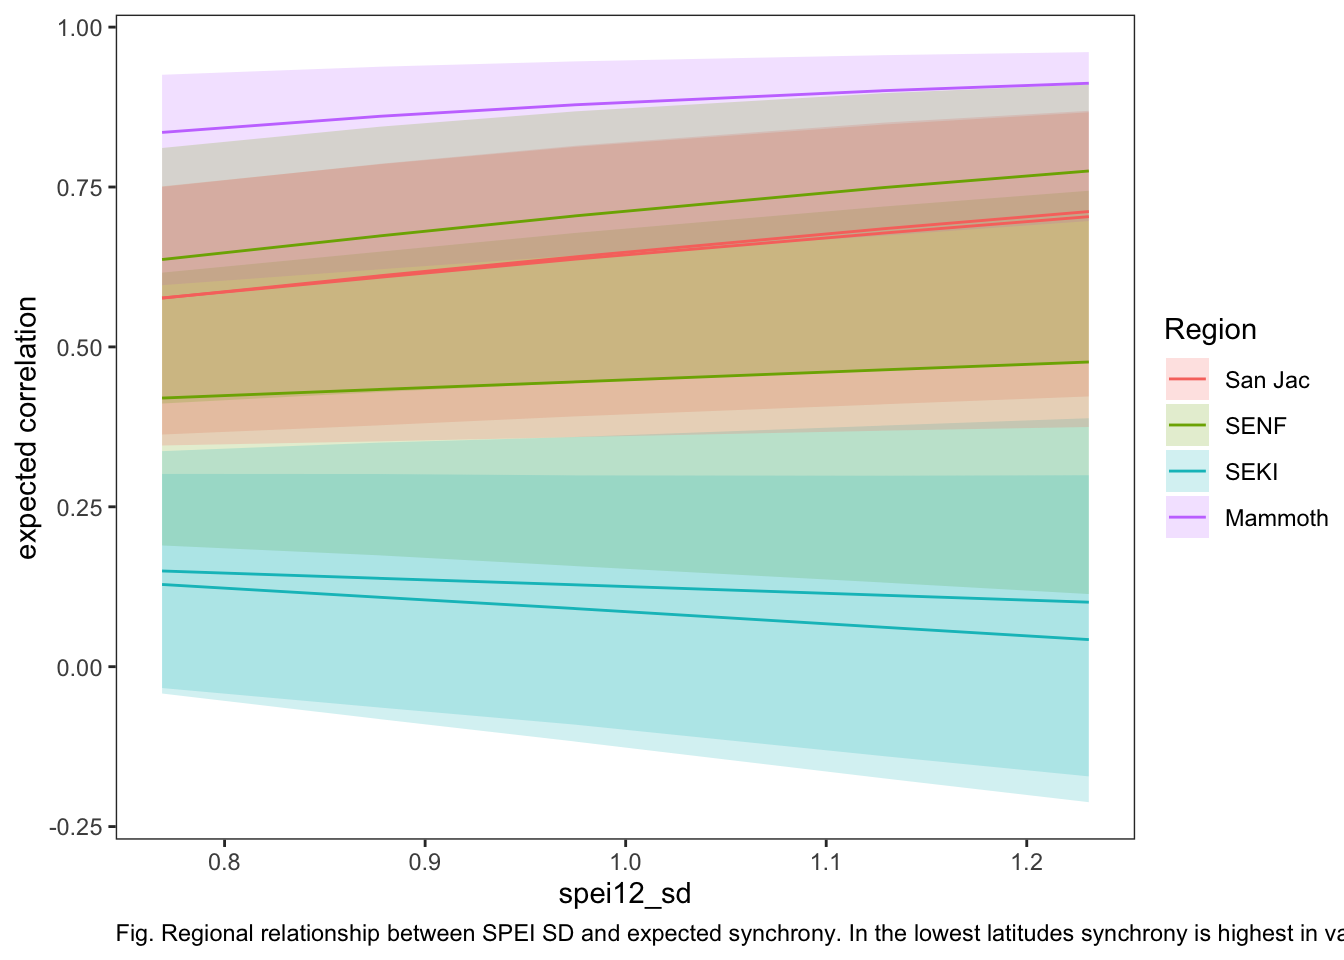 1.00
0.75
0.50
0.25
0.00
-0.25
expected correlation
0.8 0.9 1.0 1.1 1.2
spei12_sd
Region
San Jac
SENF
SEKI
Mammoth
Fig. Regional relationship between SPEI SD and expected synchrony. In the lowest latitudes synchrony is highest in va